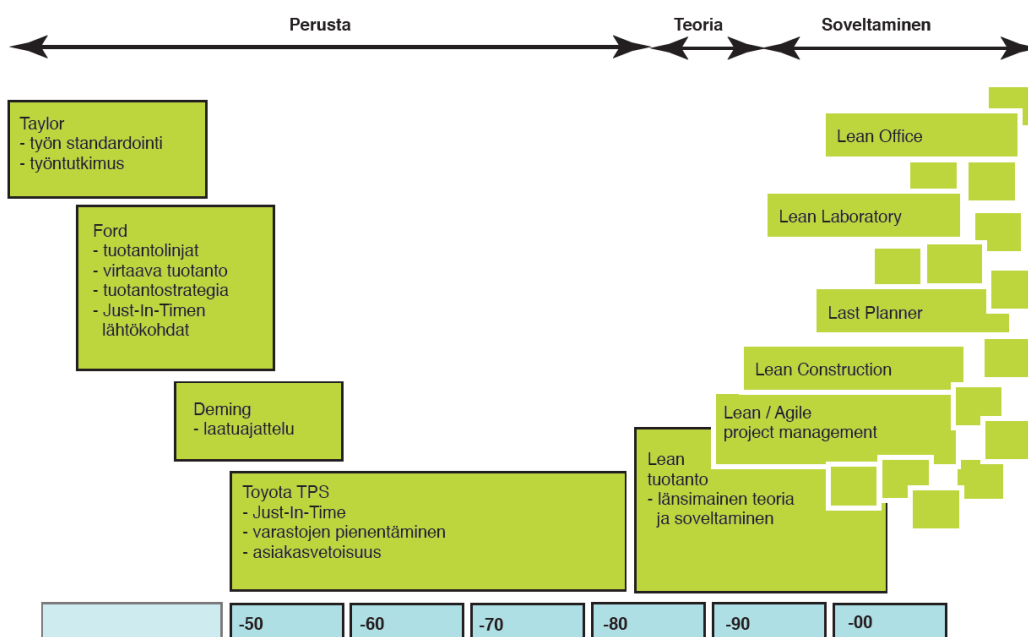 Perusta
Teoria
Soveltaminen
Taylor
- työn standardointi
- työntutkimus
Ford
- tuotantolinjat
- virtaava tuotanto
- tuotantostrategia
- Just-In-Timen
lähtökohdat
Deming
- laatuajattelu
Toyota TPS
- Just-In-Time
- varastojen pienentäminen
- asiakasvetoisuus
Lean
tuotanto
- länsimainen teoria
ja soveltaminen
Lean / Agile
project management
Lean Construction
Last Planner
Lean Laboratory
Lean Office
-50
-60
-70
-80
-90
-00